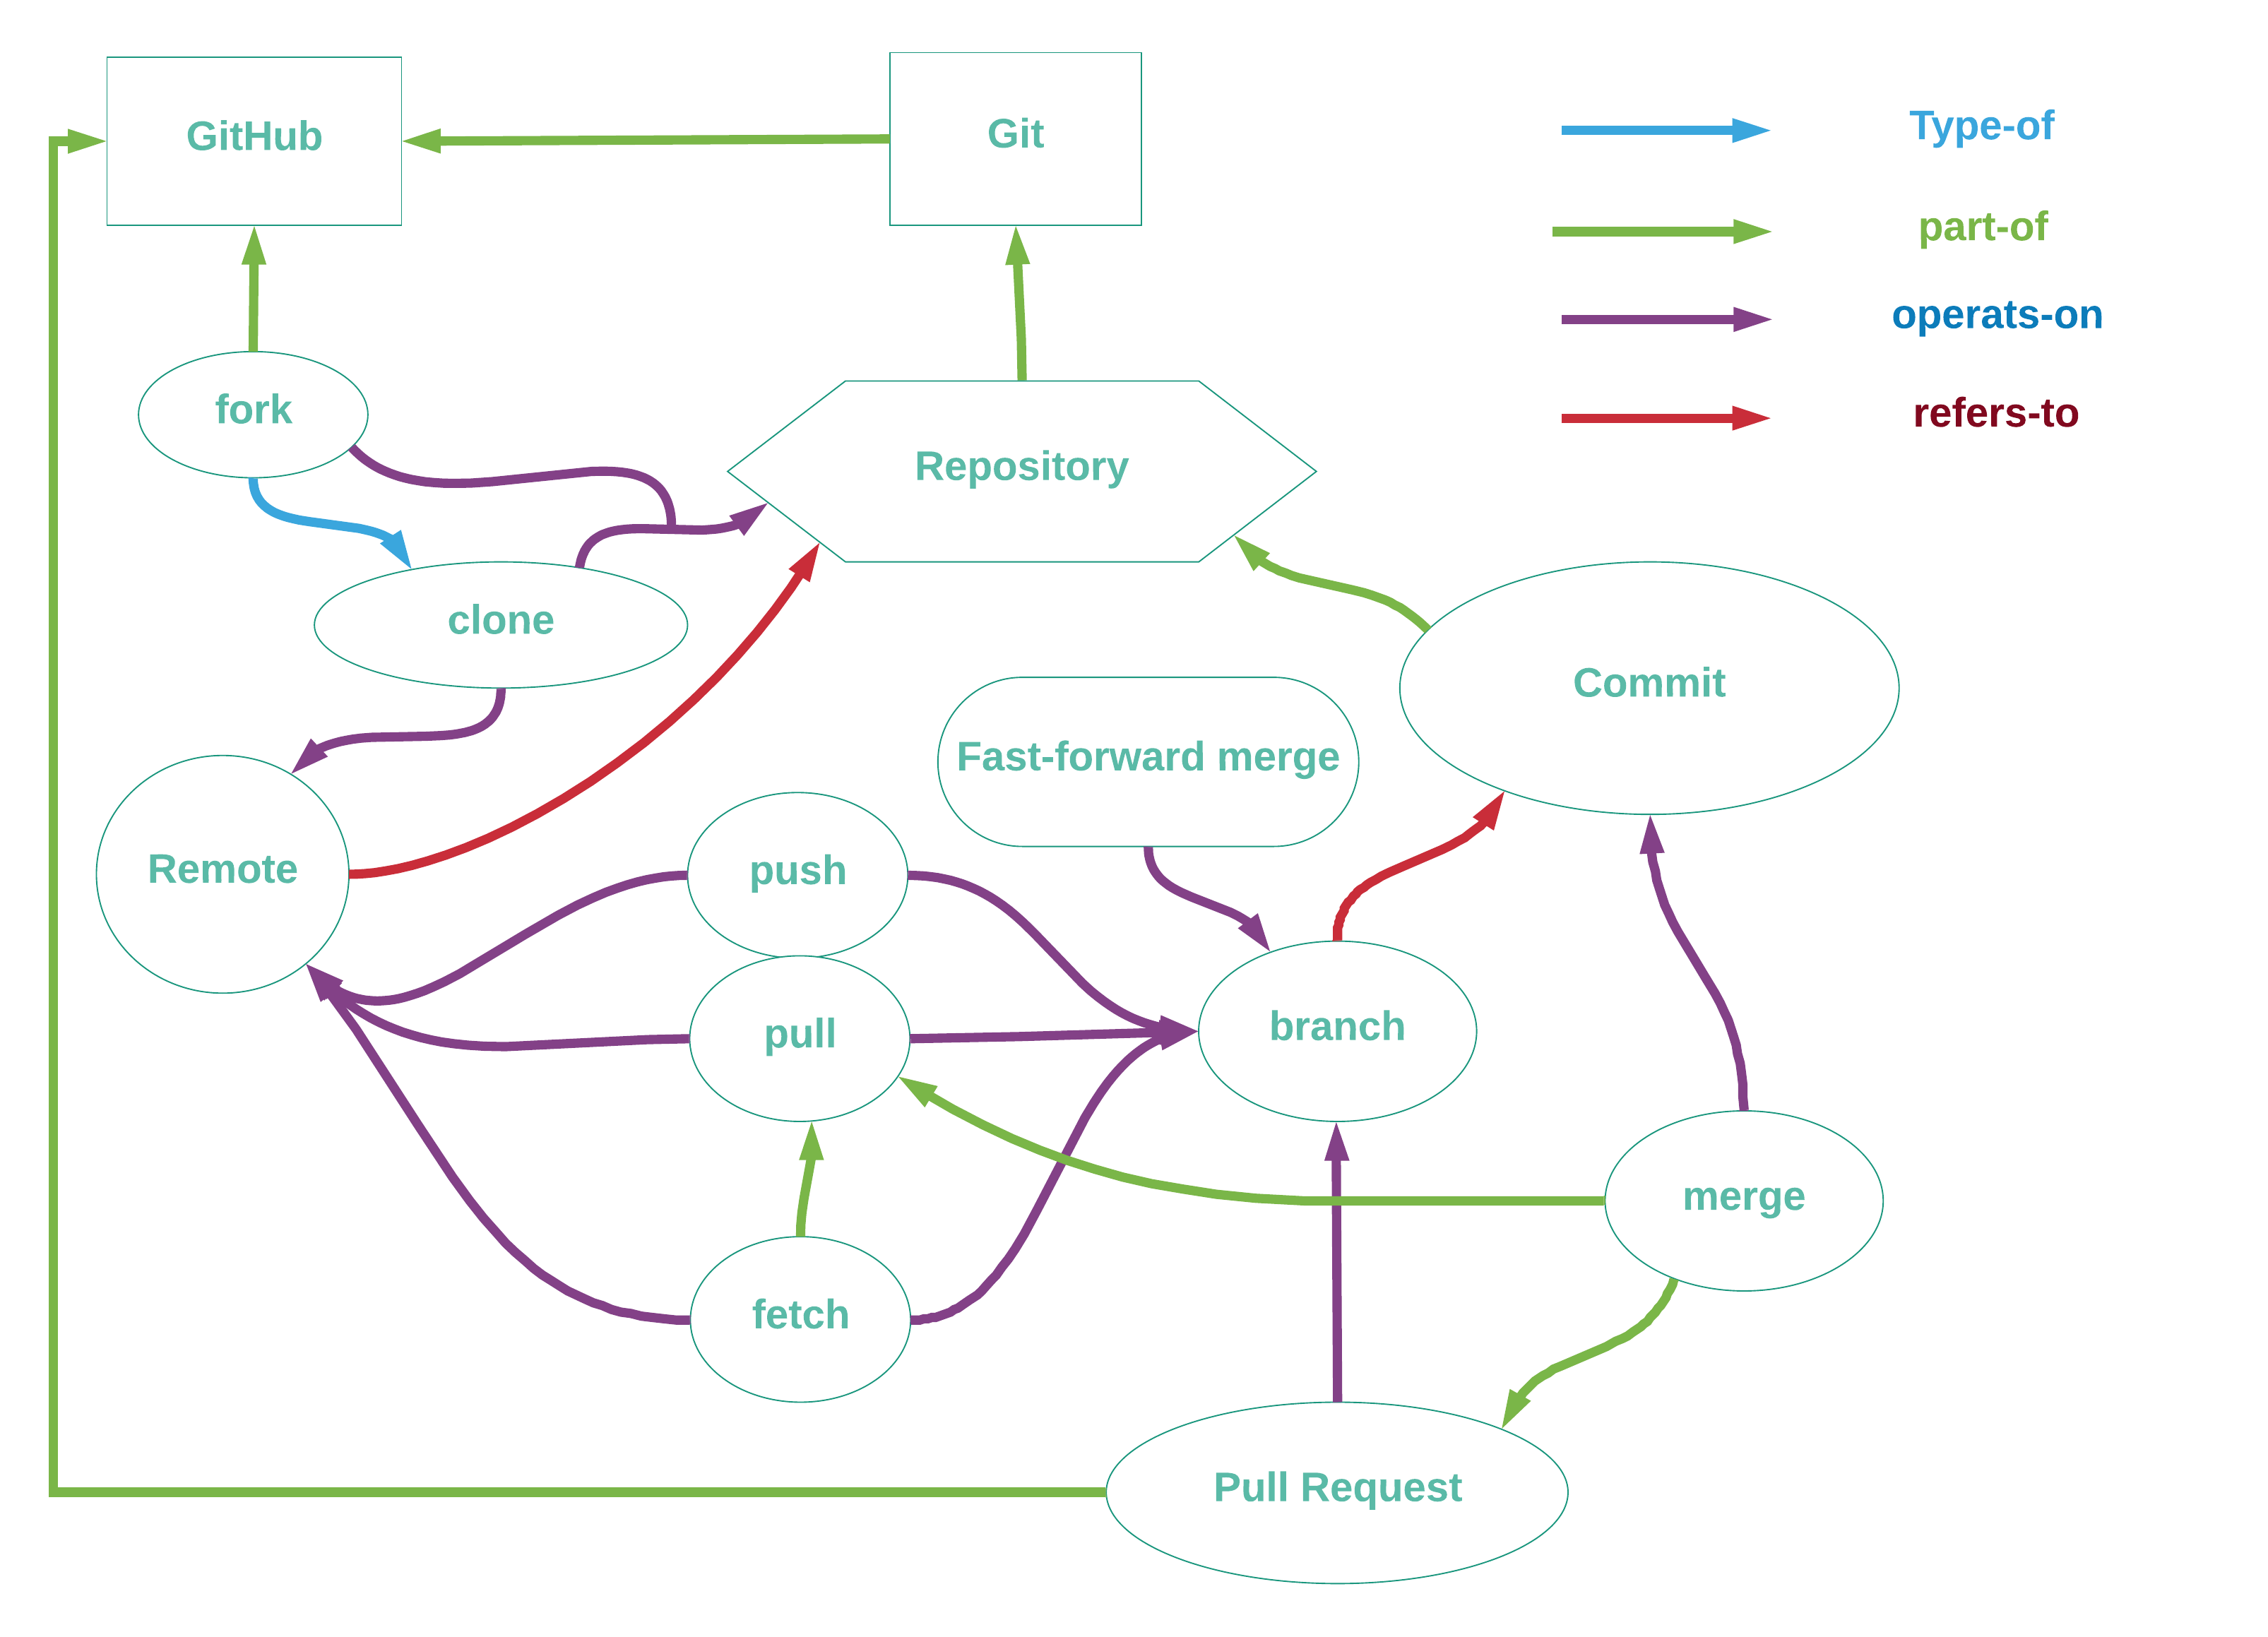 GitHub
Git
Type-of
part-of
operats-on
refers-to
fork
Repository
clone
Commit
Fast-forward merge
Remote
push
branch
pull
merge
fetch
Pull Request